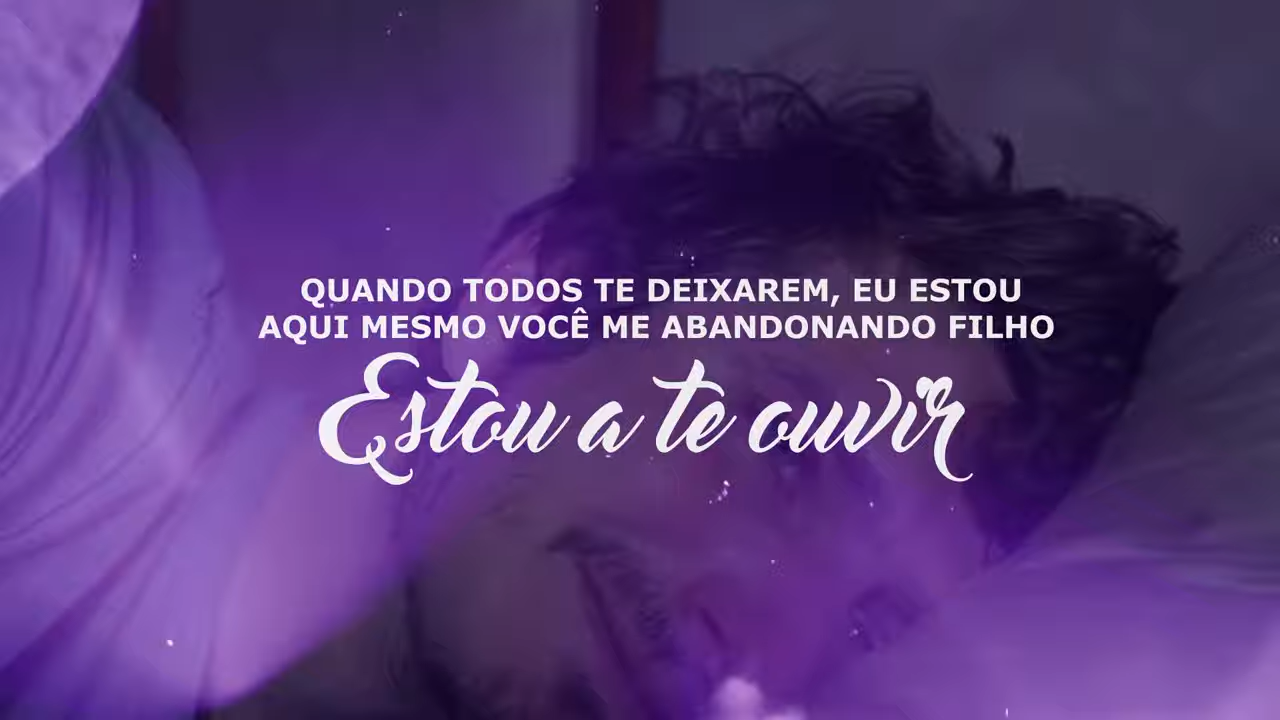 QUANDO TODOS TE DEIXAREM, EU ESTOU
AQUI MESMO VOCÊ ME ABANDONANDO FILHO
Estou a te ouvir